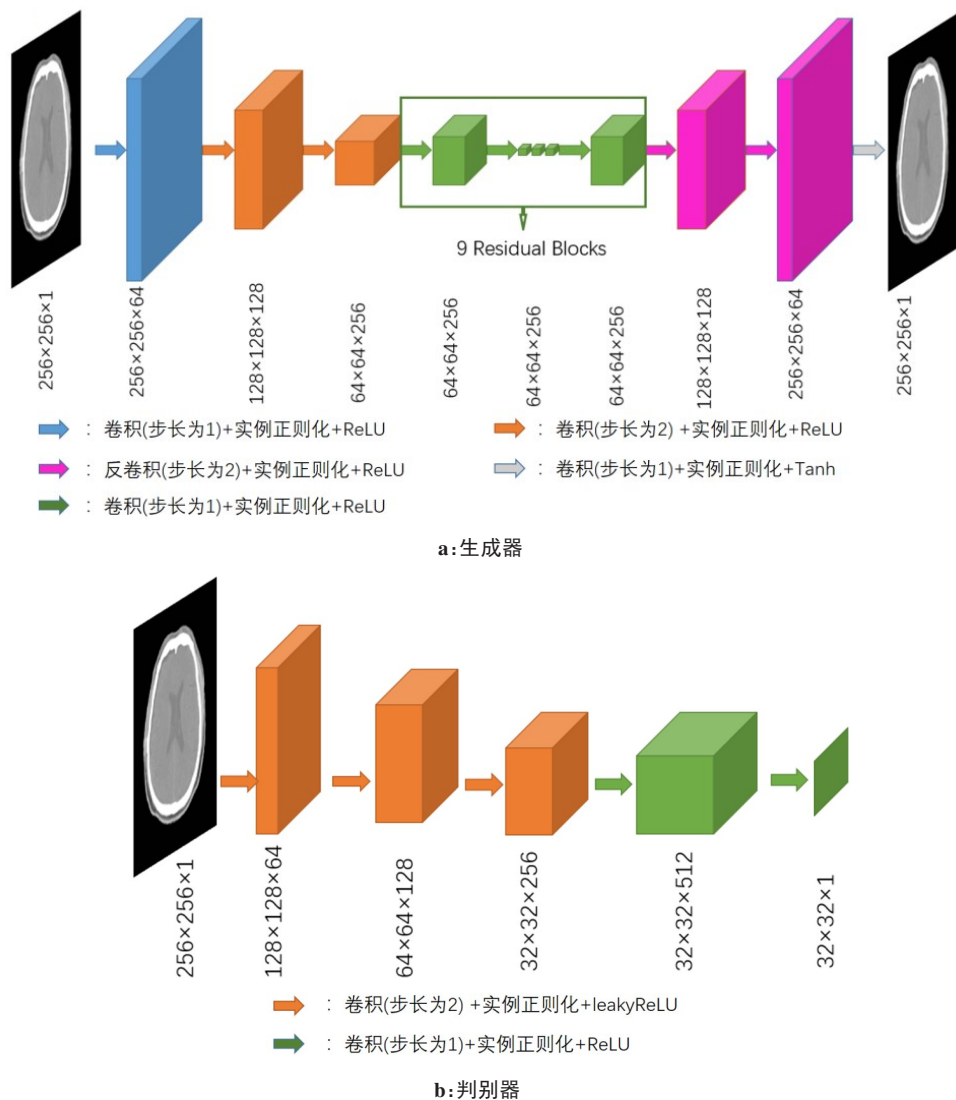 9 Residual Blocks
256×256×1
256×256×64
128×128×128
64×64×256
64×64×256
64×64×256
64×64×256
128×128×128
256×256×64
256×256×1
: 卷积(步长为1)+实例正则化+ReLU
: 卷积(步长为2) +实例正则化+ReLU
: 反卷积(步长为2)+实例正则化+ReLU
: 卷积(步长为1)+实例正则化+Tanh
: 卷积(步长为1)+实例正则化+ReLU
a:生成器
256×256×1
128×128×64
64×64×128
32×32×256
32×32×512
32×32×1
: 卷积(步长为2) +实例正则化+leakyReLU
: 卷积(步长为1)+实例正则化+ReLU
b:判别器